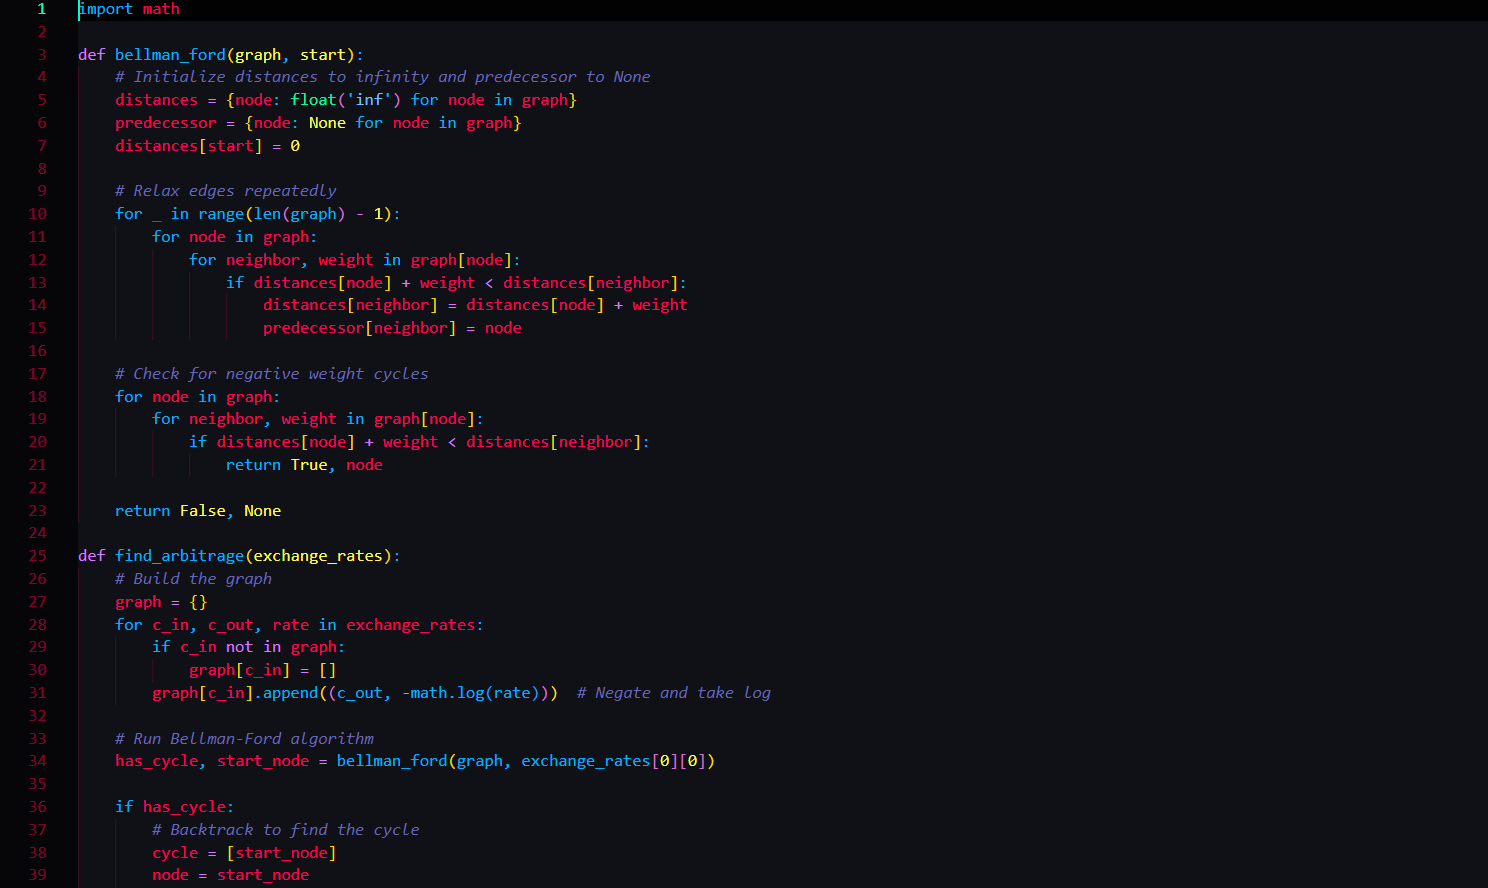 1 import math
2
3 def bellman_ford(graph, start):
4     # Initialize distances to infinity and predecessor to None
5     distances = {node: float('inf') for node in graph}
6     predecessor = {node: None for node in graph}
7     distances[start] = 0
8
9     # Relax edges repeatedly
10     for _ in range(len(graph) - 1):
11         for node in graph:
12             for neighbor, weight in graph[node]:
13                 if distances[node] + weight < distances[neighbor]:
14                     distances[neighbor] = distances[node] + weight
15                     predecessor[neighbor] = node
16
17     # Check for negative weight cycles
18     for node in graph:
19         for neighbor, weight in graph[node]:
20             if distances[node] + weight < distances[neighbor]:
21                 return True, node
22
23     return False, None
24
25 def find_arbitrage(exchange_rates):
26     # Build the graph
27     graph = {}
28     for c_in, c_out, rate in exchange_rates:
29         if c_in not in graph:
30             graph[c_in] = []
31         graph[c_in].append((c_out, -math.log(rate)))  # Negate and take log
32
33     # Run Bellman-Ford algorithm
34     has_cycle, start_node = bellman_ford(graph, exchange_rates[0][0])
35
36     if has_cycle:
37         # Backtrack to find the cycle
38         cycle = [start_node]
39         node = start_node